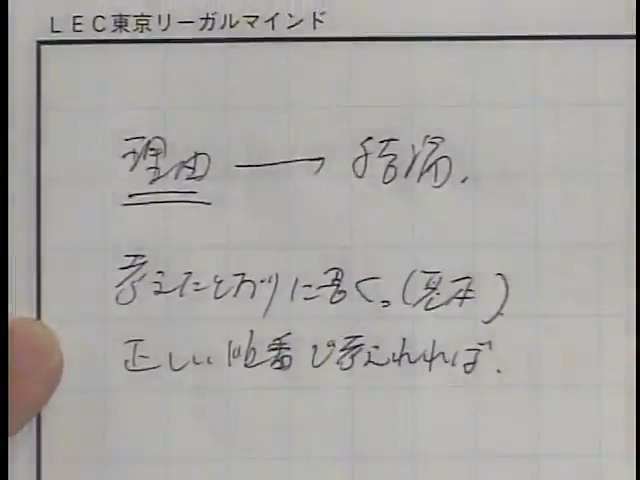 LEC東京リーガルマインド
理由 → 結論.
考えたとおりに書く。(基本)
正しい順番で考えれれば.